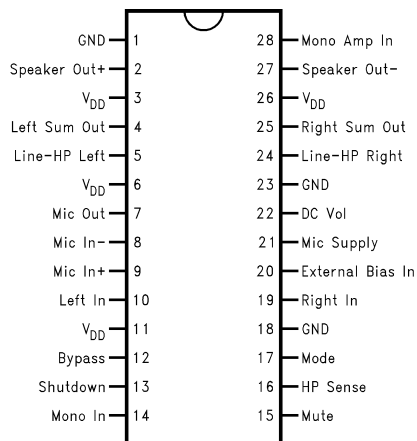 GND 1 28 Mono Amp In
Speaker Out+ 2 27 Speaker Out-
VDD 3 26 VDD
Left Sum Out 4 25 Right Sum Out
Line-HP Left 5 24 Line-HP Right
VDD 6 23 GND
Mic Out 7 22 DC Vol
Mic In- 8 21 Mic Supply
Mic In+ 9 20 External Bias In
Left In 10 19 Right In
VDD 11 18 GND
Bypass 12 17 Mode
Shutdown 13 16 HP Sense
Mono In 14 15 Mute